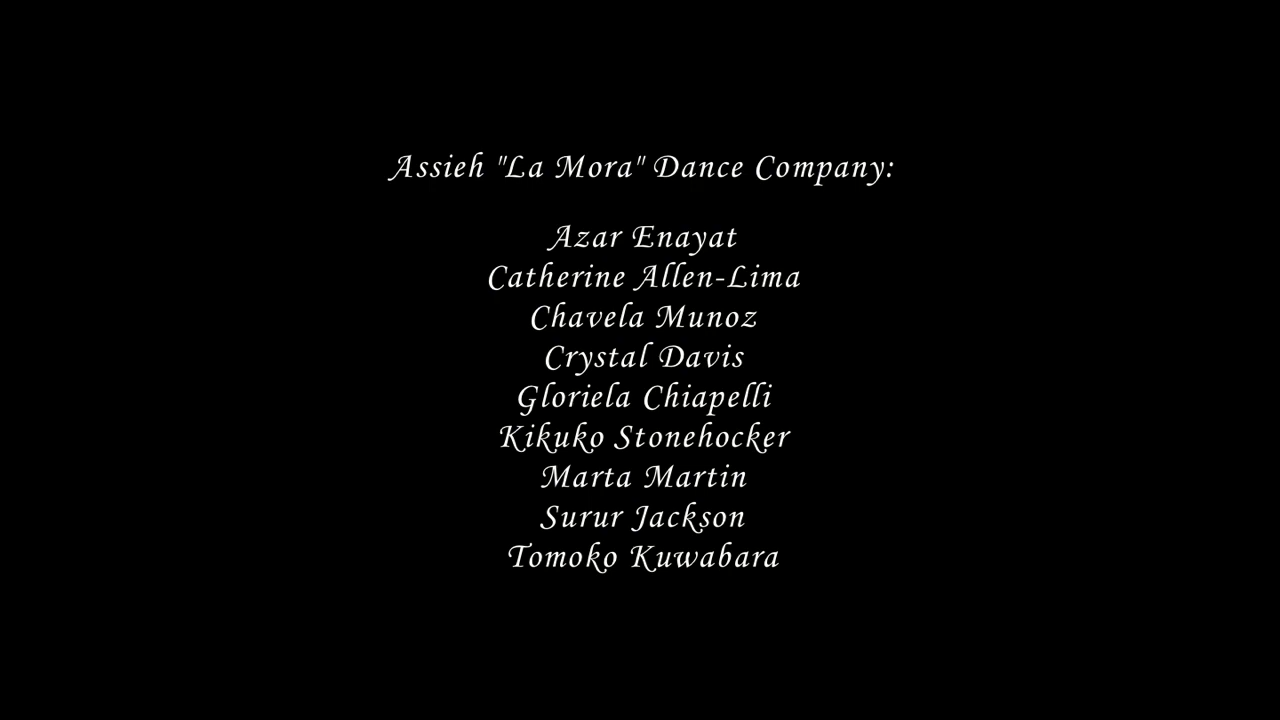 Assieh "La Mora" Dance Company:
Azar Enayat
Catherine Allen-Lima
Chavela Munoz
Crystal Davis
Gloriela Chiapelli
Kikuko Stonehocker
Marta Martin
Surur Jackson
Tomoko Kuwabara